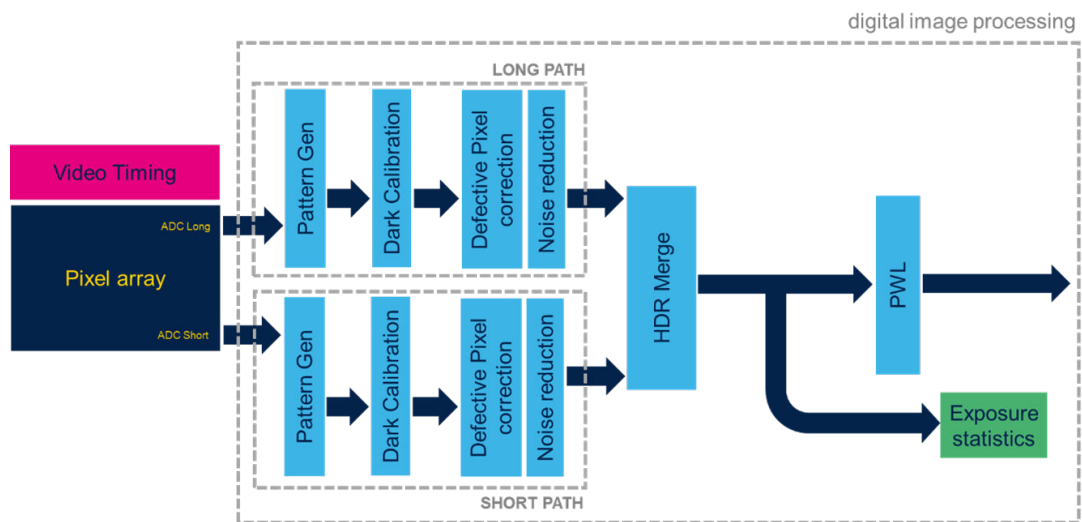 digital image processing
LONG PATH
Video Timing
ADC Long
Pixel array
ADC Short
Pattern Gen
Dark Calibration
Defective Pixel
correction
Noise reduction
Pattern Gen
Dark Calibration
Defective Pixel
correction
Noise reduction
SHORT PATH
HDR Merge
PWL
Exposure
statistics